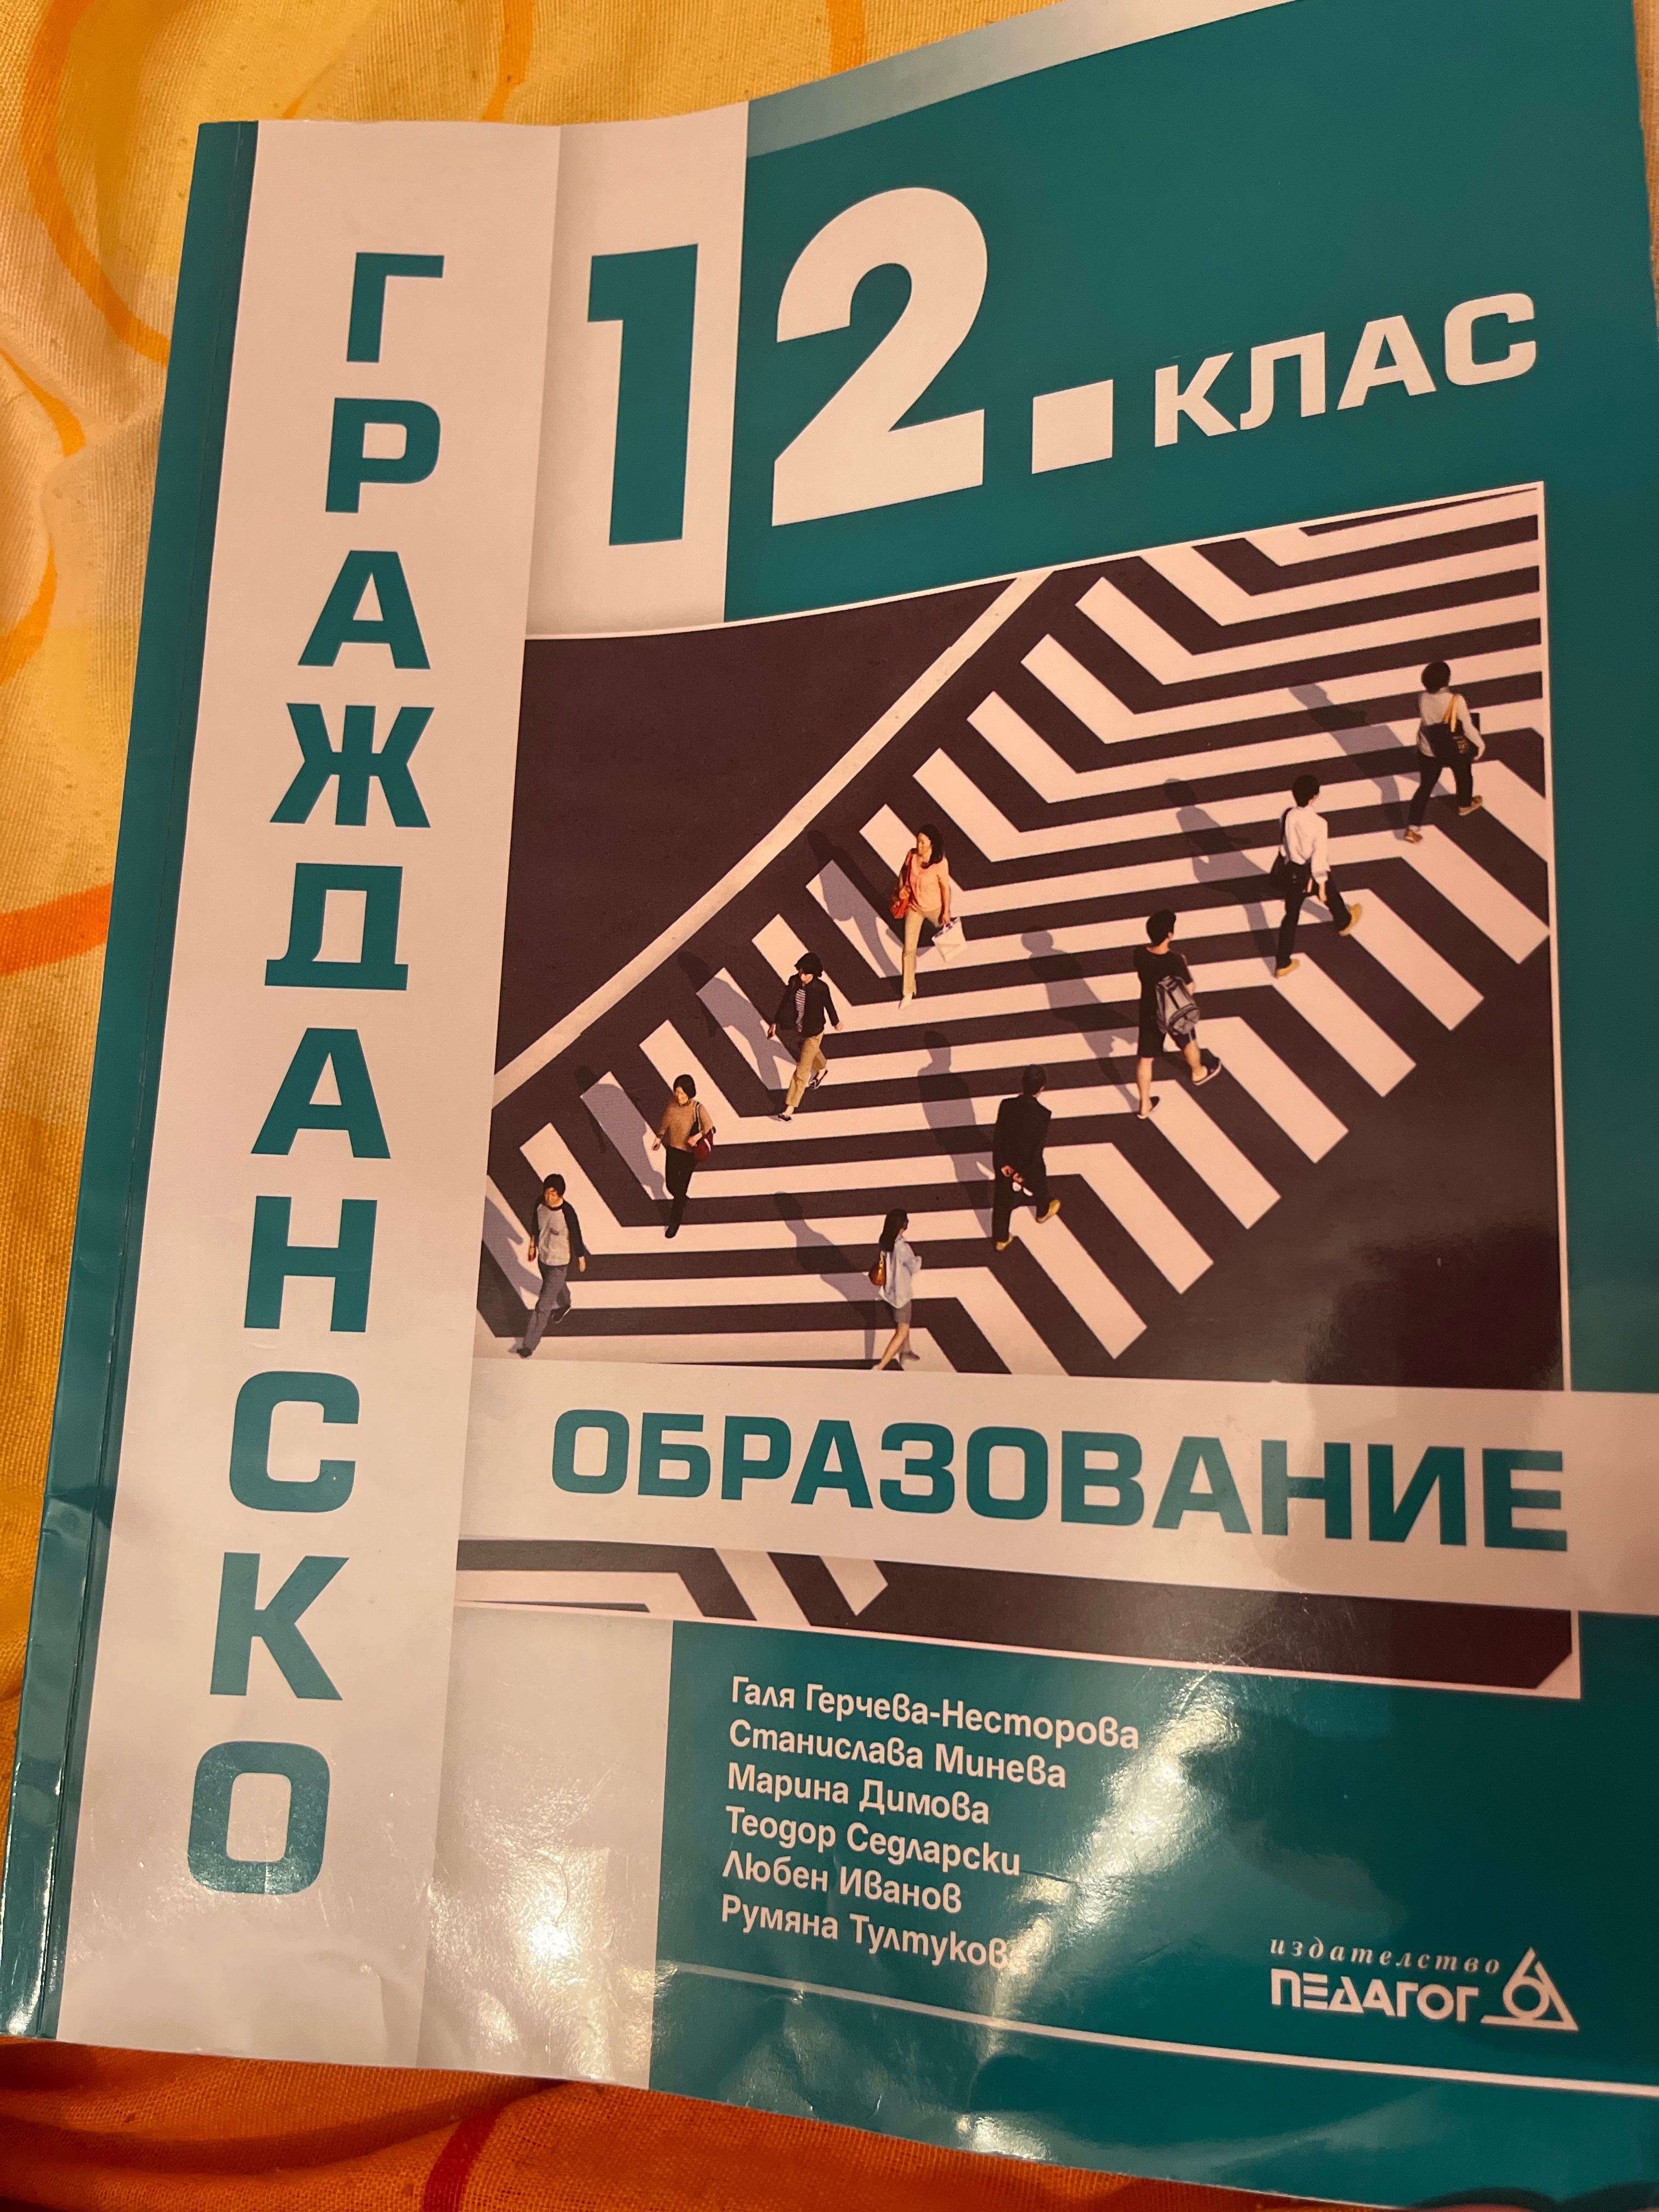 ГРАЖДАНСКО
12. КЛАС
ОБРАЗОВАНИЕ
Галя Герчева-Несторова
Станислава Минева
Марина Димова
Теодор Седларски
Любен Иванов
Румяна Тултукова
издателство
ПЕДАГОГ 6